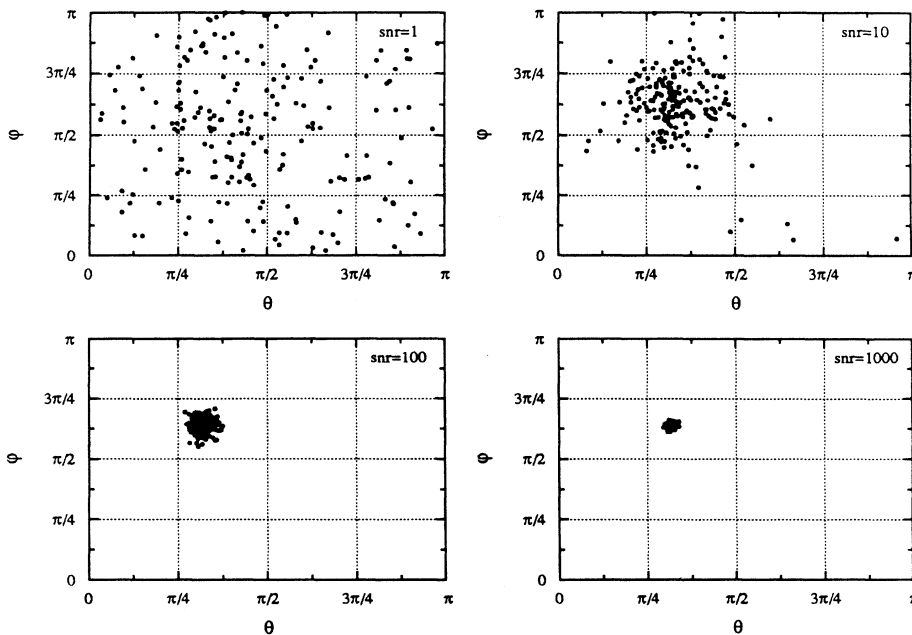 π
snr=1
3π/4
φ
π/2
π/4
0
0 π/4 π/2 3π/4 π
θ
π
snr=10
3π/4
φ
π/2
π/4
0
0 π/4 π/2 3π/4 π
θ
π
snr=100
3π/4
φ
π/2
π/4
0
0 π/4 π/2 3π/4 π
θ
π
snr=1000
3π/4
φ
π/2
π/4
0
0 π/4 π/2 3π/4 π
θ